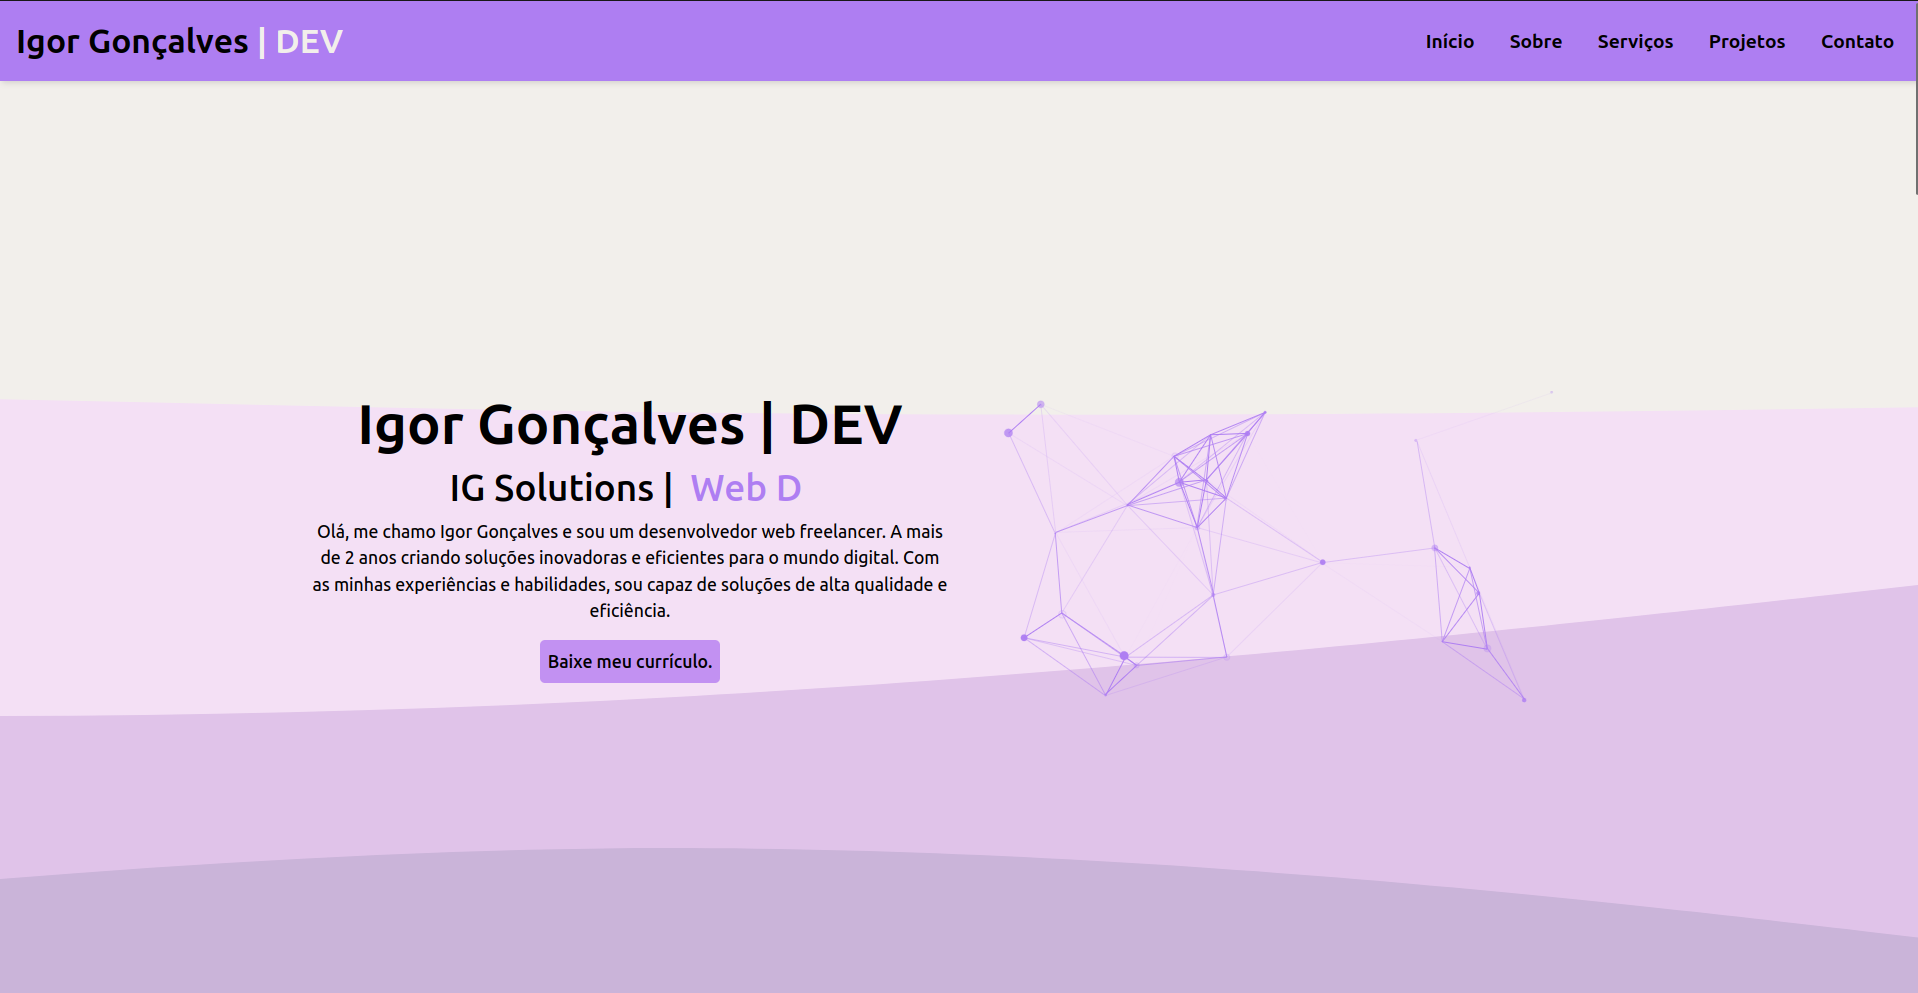 Igor Gonçalves | DEV
Início Sobre Serviços Projetos Contato
Igor Gonçalves | DEV
IG Solutions | Web D
Olá, me chamo Igor Gonçalves e sou um desenvolvedor web freelancer. A mais
de 2 anos criando soluções inovadoras e eficientes para o mundo digital. Com
as minhas experiências e habilidades, sou capaz de soluções de alta qualidade e
eficiência.
Baixe meu currículo.